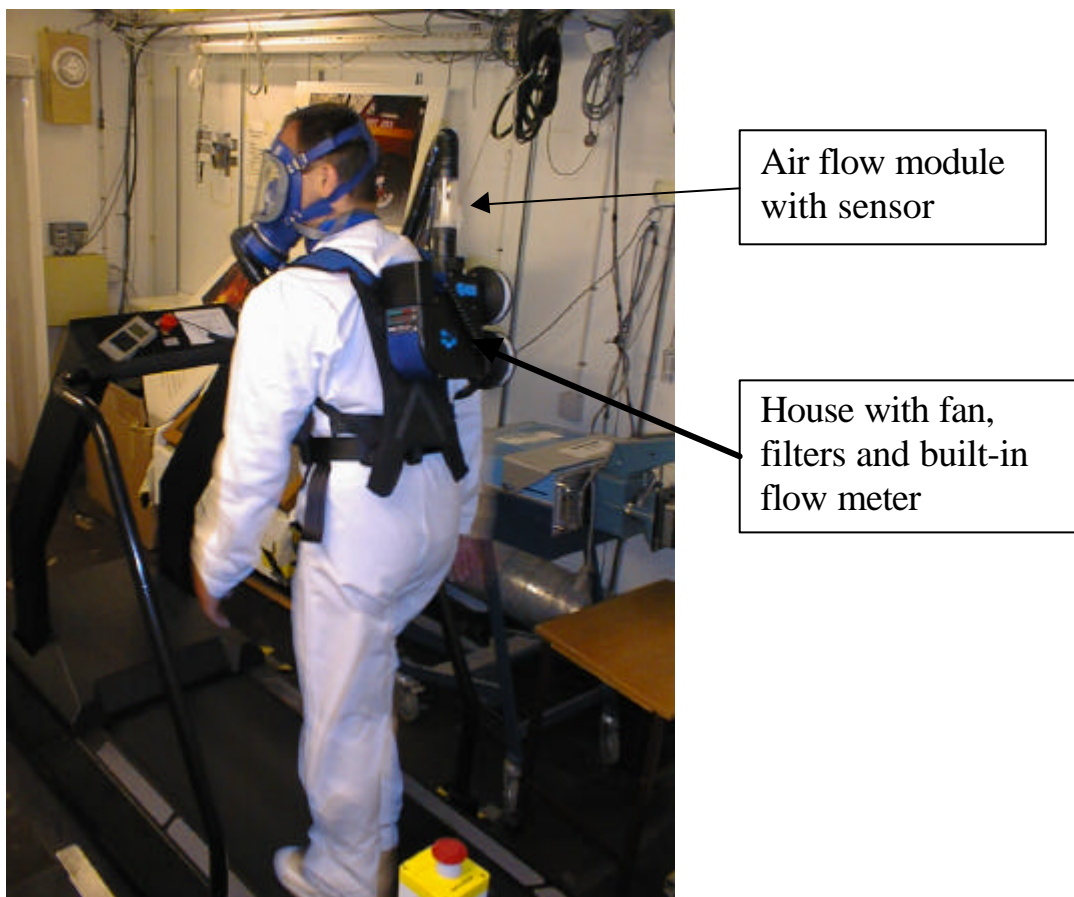 Air flow module
with sensor
House with fan,
filters and built-in
flow meter